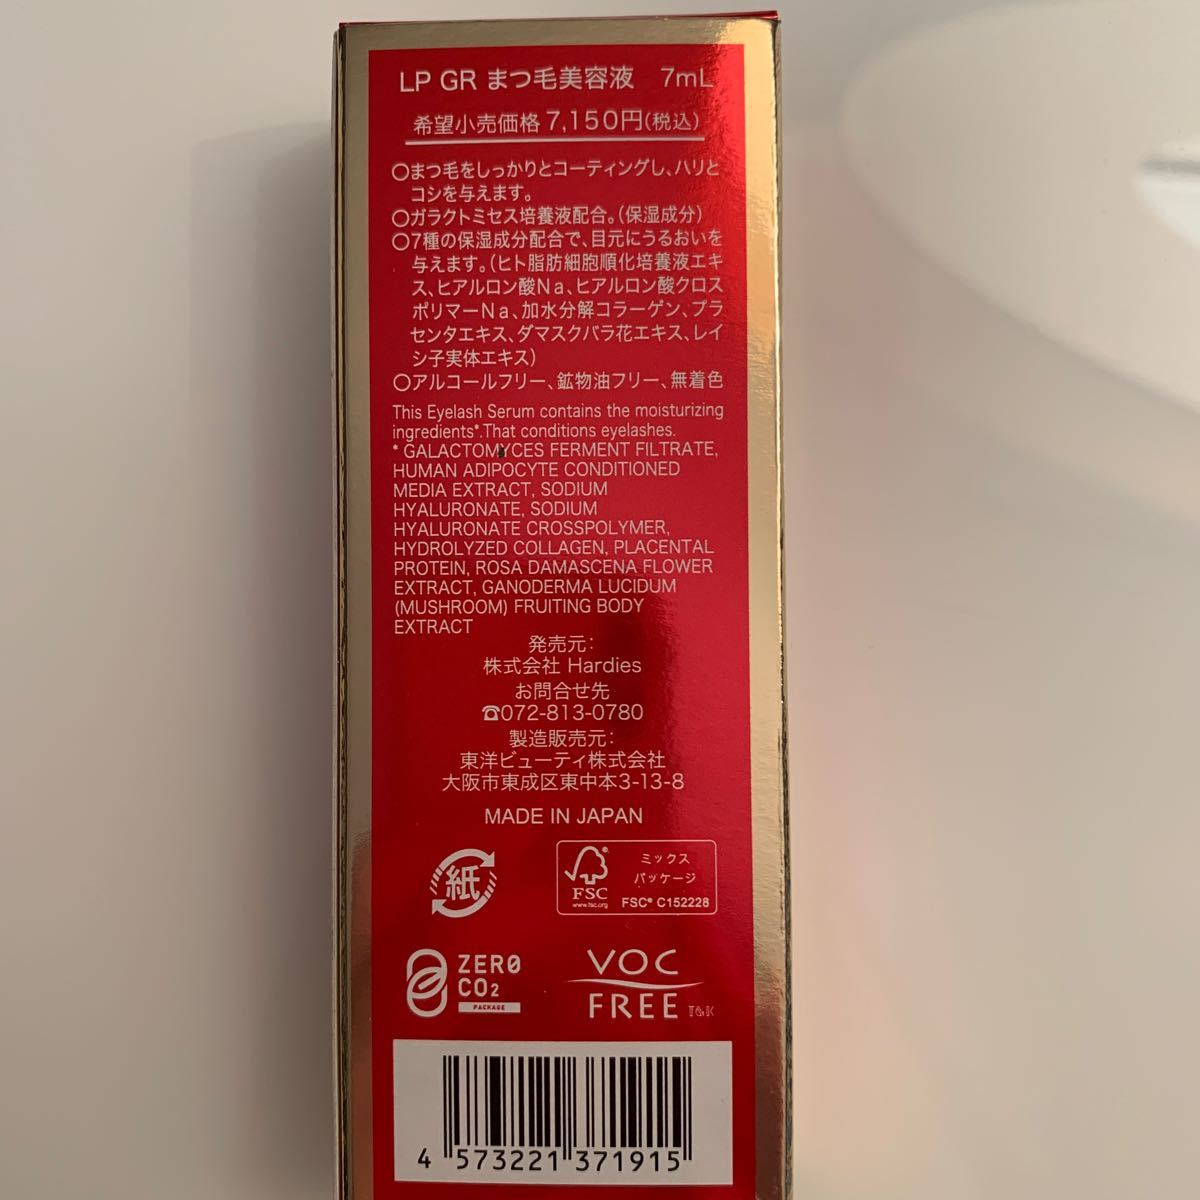 LP GR まつ毛美容液 7mL
希望小売価格 7,150円(税込)
○まつ毛をしっかりとコーティングし、ハリと
コシを与えます。
○ガラクトミセス培養液配合。(保湿成分)
○7種の保湿成分配合で、目元にうるおいを
与えます。(ヒト脂肪細胞順化培養液エキ
ス、ヒアルロン酸Na、ヒアルロン酸クロス
ポリマーNa、加水分解コラーゲン、プラ
センタエキス、ダマスクバラ花エキス、レイ
シ子実体エキス)
○アルコールフリー、鉱物油フリー、無着色
This Eyelash Serum contains the moisturizing
ingredients*.That conditions eyelashes.
* GALACTOMYCES FERMENT FILTRATE,
HUMAN ADIPOCYTE CONDITIONED
MEDIA EXTRACT, SODIUM
HYALURONATE, SODIUM
HYALURONATE CROSSPOLYMER,
HYDROLYZED COLLAGEN, PLACENTAL
PROTEIN, ROSA DAMASCENA FLOWER
EXTRACT, GANODERMA LUCIDUM
(MUSHROOM) FRUITING BODY
EXTRACT
発売元:
株式会社 Hardies
お問合せ先
☎072-813-0780
製造販売元:
東洋ビューティ株式会社
大阪市東成区東中本3-13-8
MADE IN JAPAN
紙
FSC
www.fsc.org
ミックス
パッケージ
FSC® C152228
ZERO
CO2
PACKAGE
VOC
FREE T&K
4 573221 371915